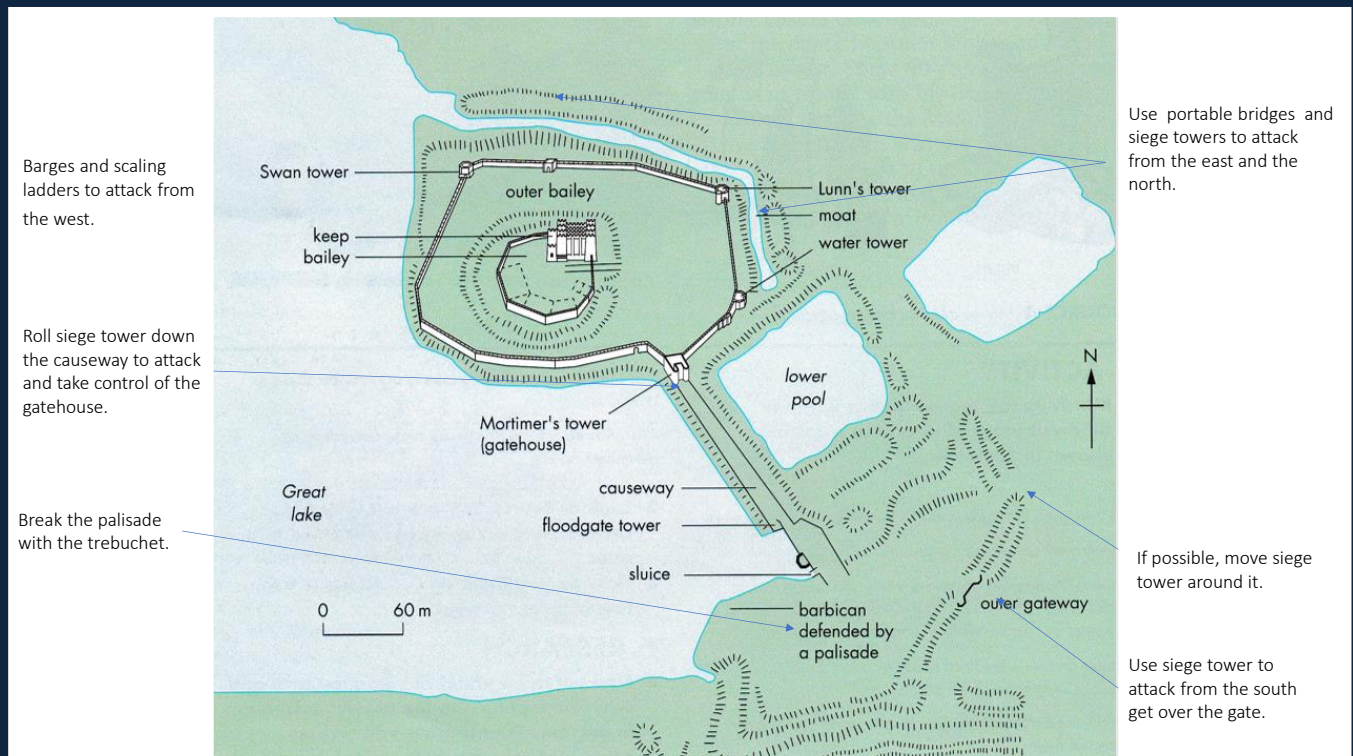 Barges and scaling
ladders to attack from
the west.
Roll siege tower down
the causeway to attack
and take control of the
gatehouse.
Break the palisade
with the trebuchet.
Swan tower
outer bailey
keep
bailey
Lunn's tower
moat
water tower
lower
pool
N
Mortimer's tower
(gatehouse)
Great
lake
causeway
floodgate tower
sluice
0 60 m
barbican
defended by
a palisade
outer gateway
Use portable bridges and
siege towers to attack
from the east and the
north.
If possible, move siege
tower around it.
Use siege tower to
attack from the south
get over the gate.